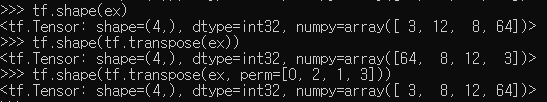 >>> tf.shape(ex)
<tf.Tensor: shape=(4,), dtype=int32, numpy=array([ 3, 12,  8, 64])>
>>> tf.shape(tf.transpose(ex))
<tf.Tensor: shape=(4,), dtype=int32, numpy=array([64,  8, 12,  3])>
>>> tf.shape(tf.transpose(ex, perm=[0, 2, 1, 3]))
<tf.Tensor: shape=(4,), dtype=int32, numpy=array([ 3,  8, 12, 64])>